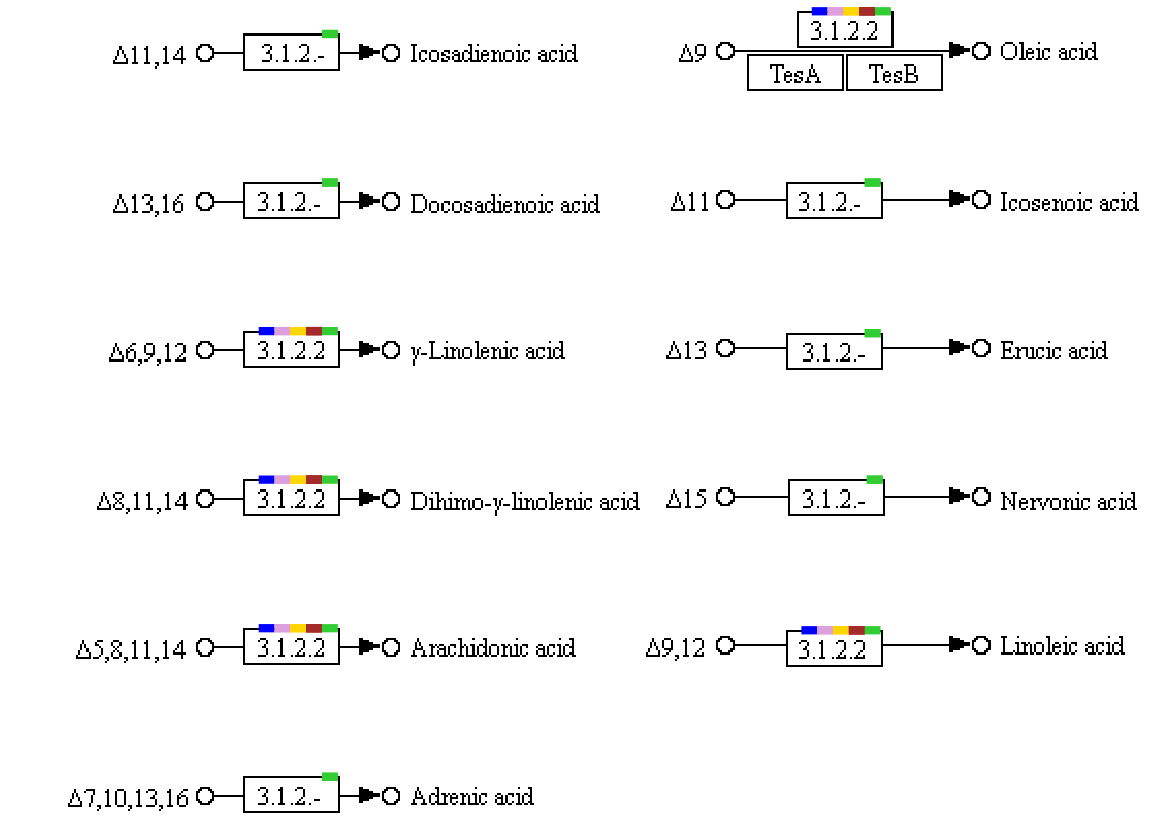 Δ11,14 3.1.2.- Icosadienoic acid
Δ13,16 3.1.2.- Docosadienoic acid
Δ6,9,12 3.1.2.2 γ-Linolenic acid
Δ8,11,14 3.1.2.2 Dihimo-γ-linolenic acid
Δ5,8,11,14 3.1.2.2 Arachidonic acid
Δ7,10,13,16 3.1.2.- Adrenic acid
3.1.2.2
Δ9 Oleic acid
TesA TesB
Δ11 3.1.2.- Icosenoic acid
Δ13 3.1.2.- Erucic acid
Δ15 3.1.2.- Nervonic acid
Δ9,12 3.1.2.2 Linoleic acid